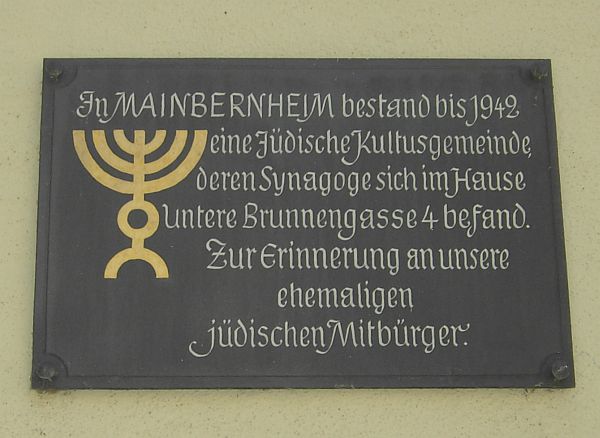 In MAINBERNHEIM bestand bis 1942
eine Jüdische Kultusgemeinde,
deren Synagoge sich im Hause
Untere Brunnengasse 4 befand.
Zur Erinnerung an unsere
ehemaligen
jüdischen Mitbürger.